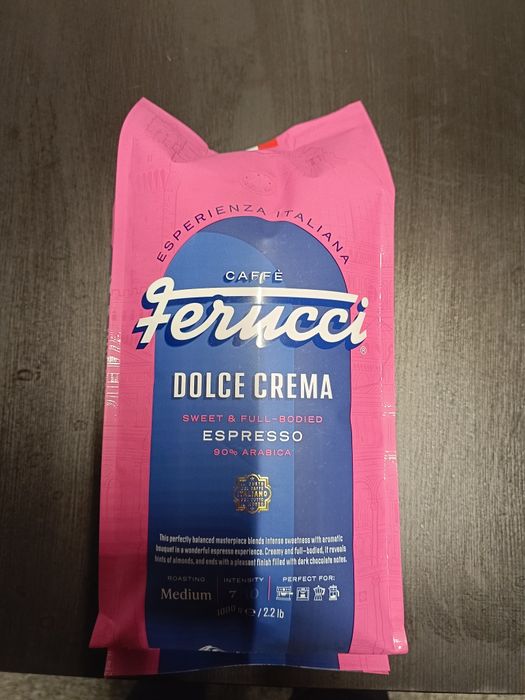 ESPERIENZA ITALIANA
CAFFÈ
Ferucci
®
DOLCE CREMA
SWEET & FULL-BODIED
ESPRESSO
90% ARABICA
ITALIANO
This perfectly balanced masterpiece blends intense sweetness with aromatic
bouquet in a wonderful espresso experience. Creamy and full-bodied, it reveals
hints of almonds, and ends with a pleasant finish filled with dark chocolate notes.
ROASTING INTENSITY PERFECT FOR:
Medium 7
1000 g ℮ / 2.2 lb